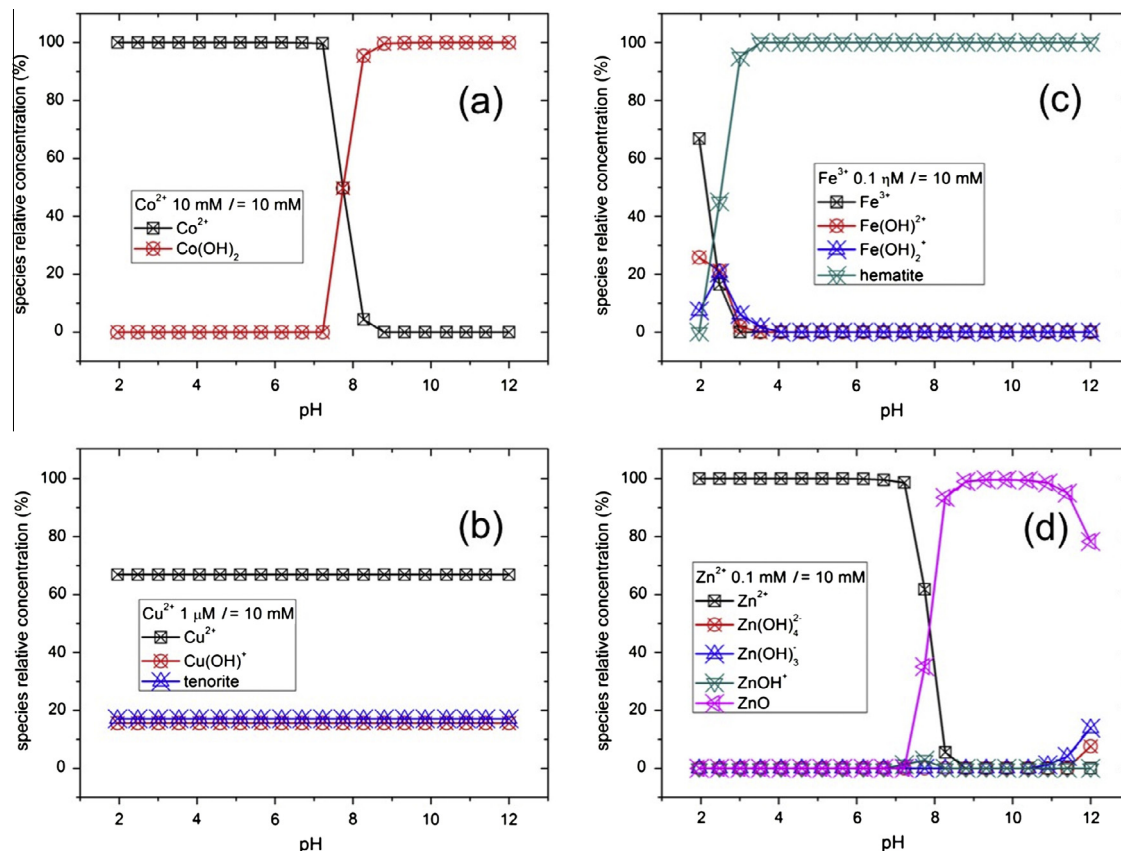 species relative concentration (%)
100
80
60
40
20
0
(a)
Co²⁺ 10 mM I = 10 mM
Co²⁺
Co(OH)₂
2 4 6 8 10 12
pH
species relative concentration (%)
100
80
60
40
20
0
(c)
Fe³⁺ 0.1 ηM I = 10 mM
Fe³⁺
Fe(OH)²⁺
Fe(OH)₂⁺
hematite
2 4 6 8 10 12
pH
species relative concentration (%)
100
80
60
40
20
0
(b)
Cu²⁺ 1 μM I = 10 mM
Cu²⁺
Cu(OH)⁺
tenorite
2 4 6 8 10 12
pH
species relative concentration (%)
100
80
60
40
20
0
(d)
Zn²⁺ 0.1 mM I = 10 mM
Zn²⁺
Zn(OH)₄²⁻
Zn(OH)₃⁻
ZnOH⁺
ZnO
2 4 6 8 10 12
pH